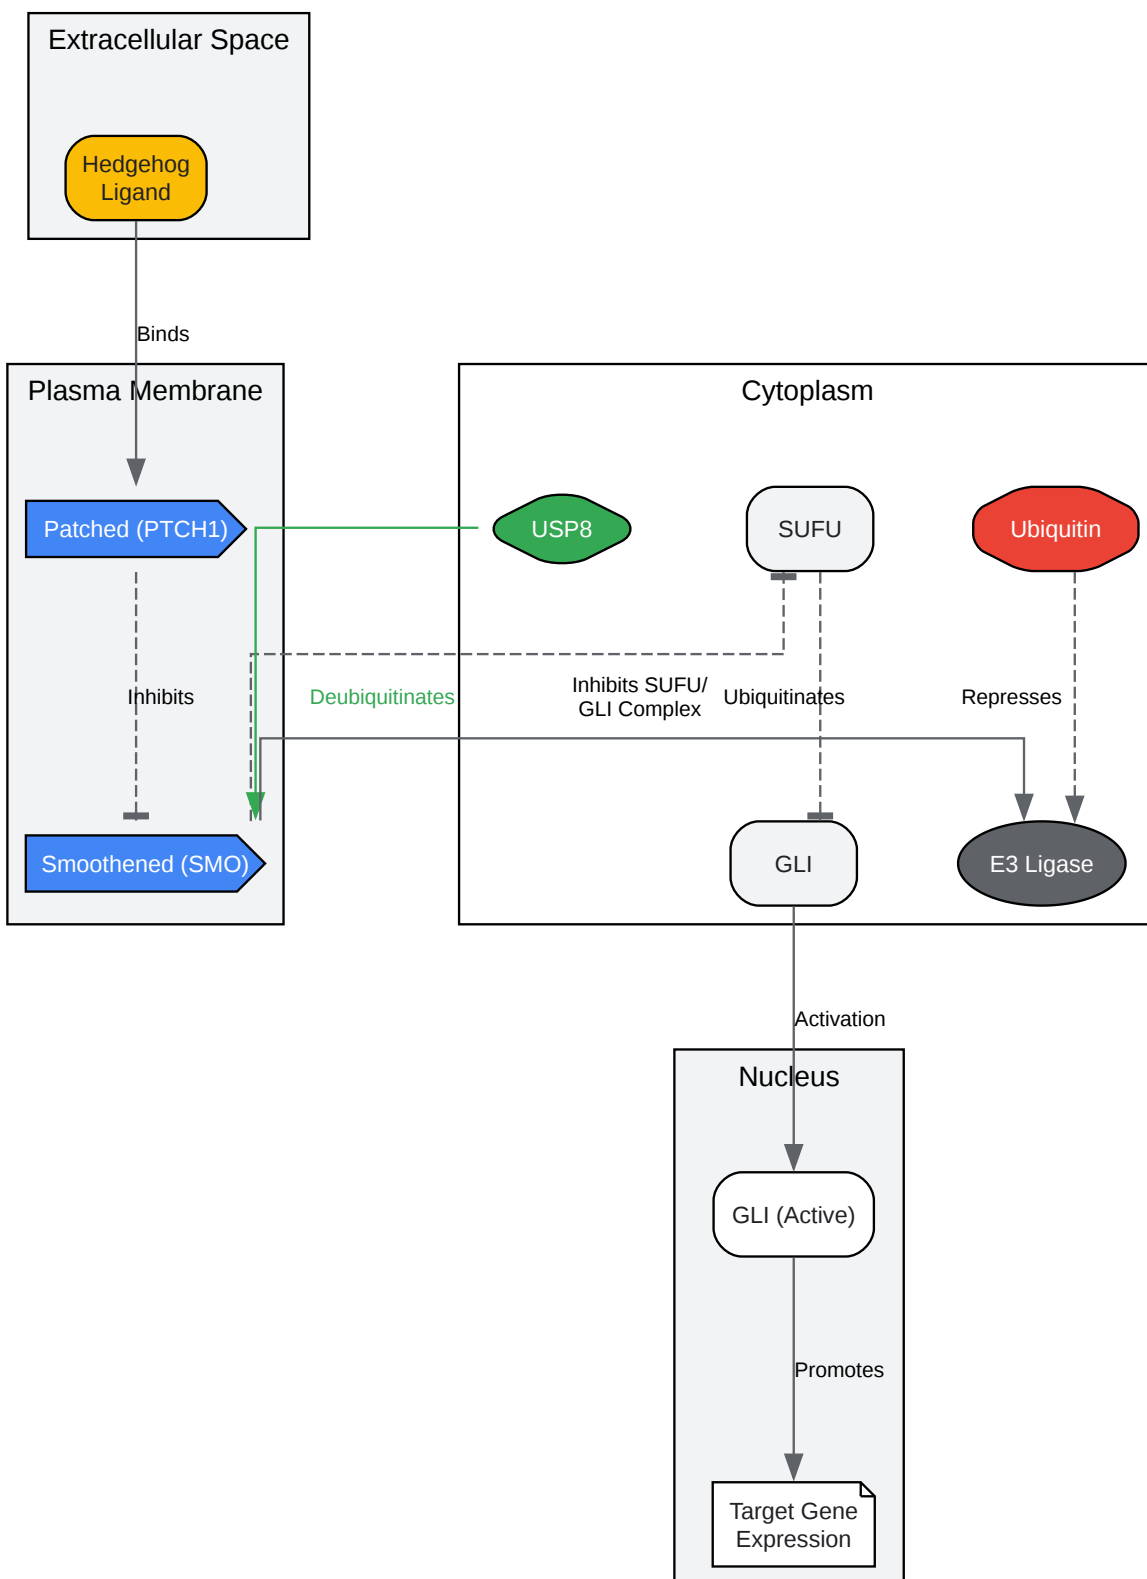 Extracellular Space
Hedgehog
Ligand
Binds
Plasma Membrane
Cytoplasm
Patched (PTCH1)
USP8
SUFU
Ubiquitin
Inhibits
Deubiquitinates
Inhibits SUFU/
GLI Complex
Ubiquitinates
Represses
Smoothened (SMO)
GLI
E3 Ligase
Activation
Nucleus
GLI (Active)
Promotes
Target Gene
Expression